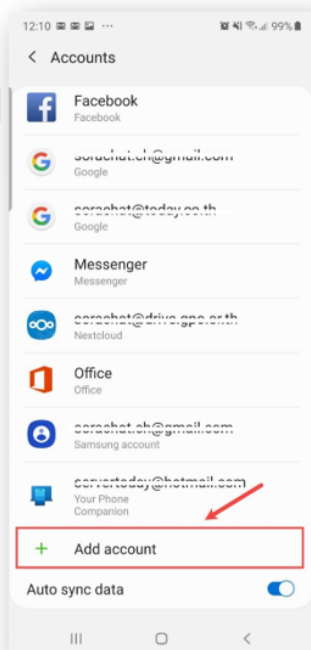 12:10
99%
Accounts
Facebook
Facebook
Google
Google
Messenger
Messenger
Nextcloud
Office
Office
Samsung account
Your Phone
Companion
Add account
Auto sync data